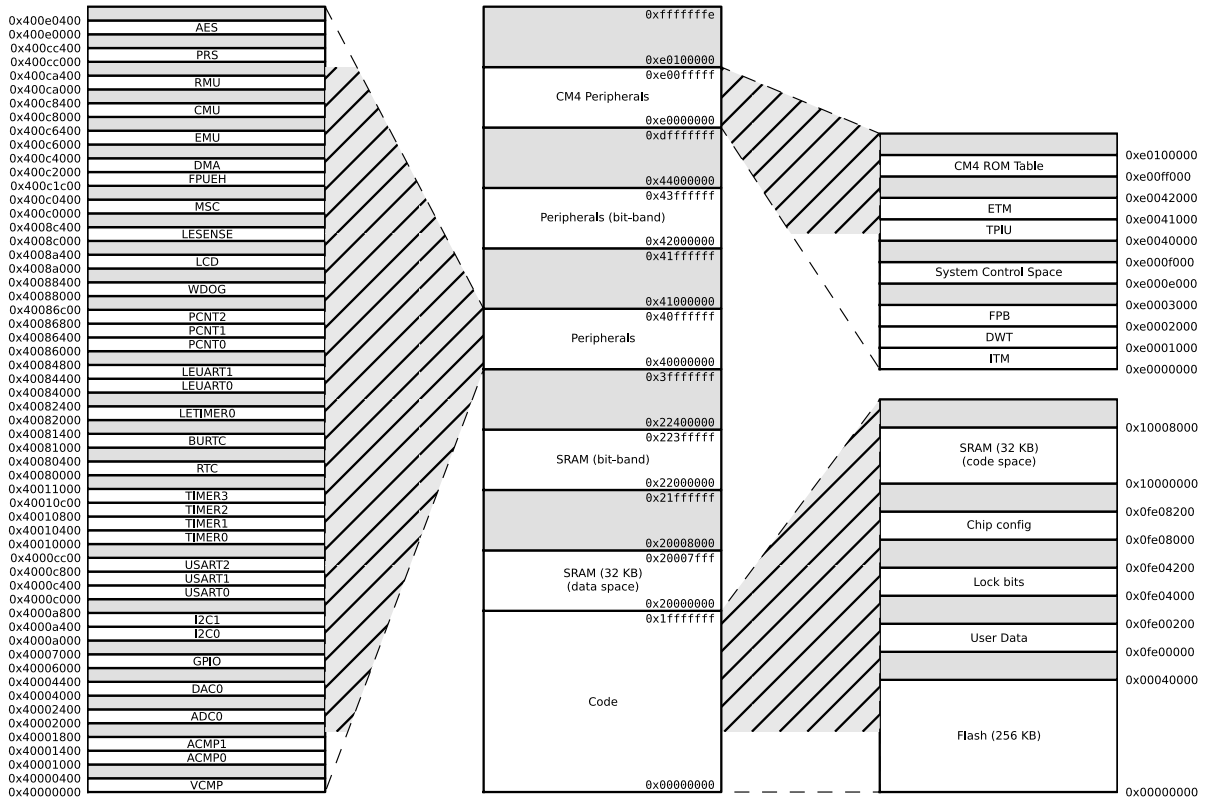 0x400e0400
AES
0x400e0000
0x400cc400
PRS
0x400cc000
0x400ca400
RMU
0x400ca000
0x400c8400
CMU
0x400c8000
0x400c6400
EMU
0x400c6000
0x400c4000
DMA
0x400c2000
FPUEH
0x400c1c00
0x400c0400
MSC
0x400c0000
0x4008c400
LESENSE
0x4008c000
0x4008a400
LCD
0x4008a000
0x40088400
WDOG
0x40088000
0x40086c00
PCNT2
0x40086800
PCNT1
0x40086400
PCNT0
0x40086000
0x40084800
LEUART1
0x40084400
LEUART0
0x40084000
0x40082400
LETIMER0
0x40082000
0x40081400
BURTC
0x40081000
0x40080400
RTC
0x40080000
0x40011000
TIMER3
0x40010c00
TIMER2
0x40010800
TIMER1
0x40010400
TIMER0
0x40010000
0x4000cc00
USART2
0x4000c800
USART1
0x4000c400
USART0
0x4000c000
0x4000a800
I2C1
0x4000a400
I2C0
0x4000a000
0x40007000
GPIO
0x40006000
0x40004400
DAC0
0x40004000
0x40002400
ADC0
0x40002000
0x40001800
ACMP1
0x40001400
ACMP0
0x40001000
0x40000400
VCMP
0x40000000
0xfffffffe
0xe0100000
0xe00fffff
CM4 Peripherals
0xe0000000
0xdfffffff
0x44000000
0x43ffffff
Peripherals (bit-band)
0x42000000
0x41ffffff
0x41000000
0x40ffffff
Peripherals
0x40000000
0x3fffffff
0x22400000
0x223fffff
SRAM (bit-band)
0x22000000
0x21ffffff
0x20008000
0x20007fff
SRAM (32 KB)
(data space)
0x20000000
0x1fffffff
Code
0x00000000
0xe0100000
CM4 ROM Table
0xe00ff000
0xe0042000
ETM
0xe0041000
TPIU
0xe0040000
0xe000f000
System Control Space
0xe000e000
0xe0003000
FPB
0xe0002000
DWT
0xe0001000
ITM
0xe0000000
0x10008000
SRAM (32 KB)
(code space)
0x10000000
0x0fe08200
Chip config
0x0fe08000
0x0fe04200
Lock bits
0x0fe04000
0x0fe00200
User Data
0x0fe00000
0x00040000
Flash (256 KB)
0x00000000